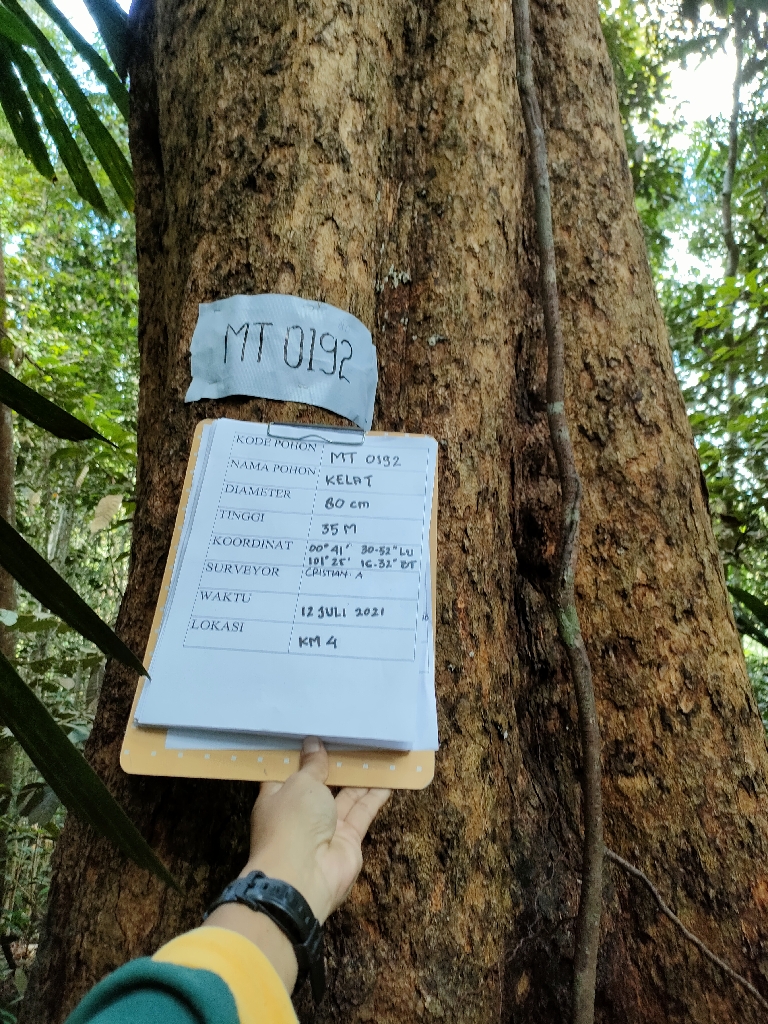 MT 0192
KODE POHON MT 0192
NAMA POHON KELAT
DIAMETER 80 cm
TINGGI 35 M
KOORDINAT 00° 41' 30.52" LU
101° 25' 16.32" BT
SURVEYOR CRISTIAN. A
WAKTU 12 JULI 2021
LOKASI KM 4